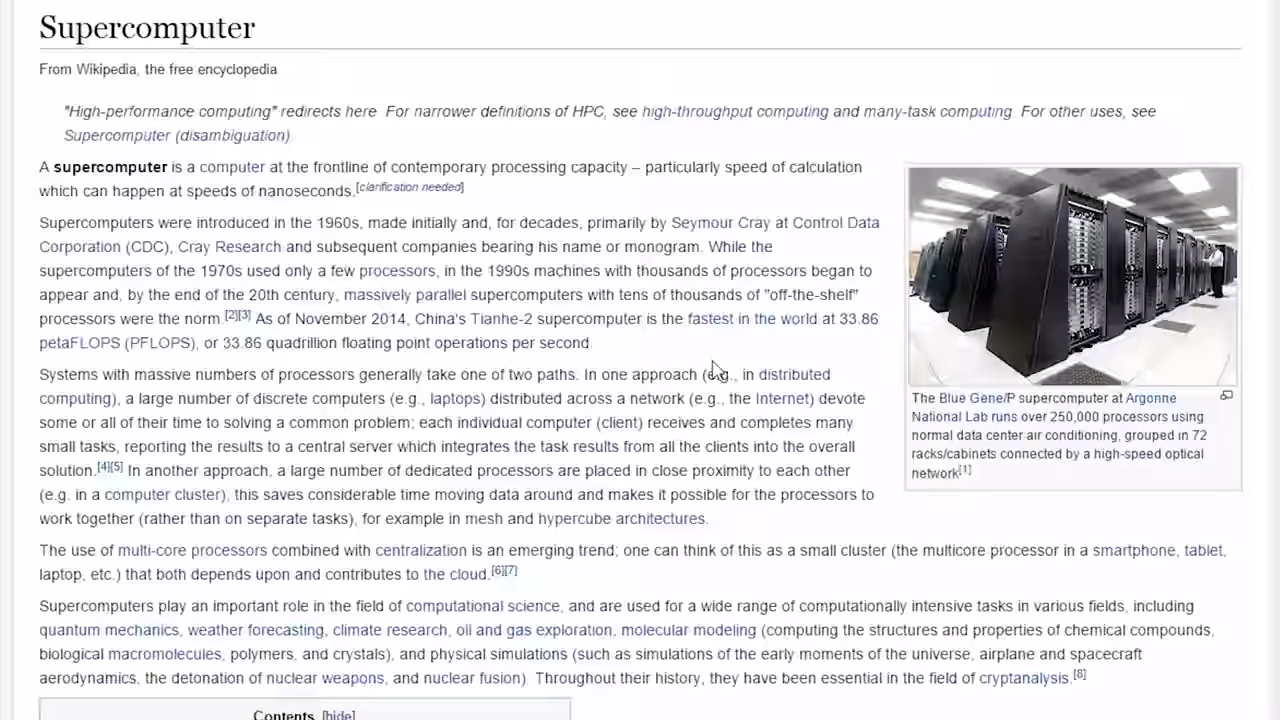 Supercomputer
From Wikipedia, the free encyclopedia
"High-performance computing" redirects here. For narrower definitions of HPC, see high-throughput computing and many-task computing. For other uses, see
Supercomputer (disambiguation).
A supercomputer is a computer at the frontline of contemporary processing capacity – particularly speed of calculation
which can happen at speeds of nanoseconds.[clarification needed]
Supercomputers were introduced in the 1960s, made initially and, for decades, primarily by Seymour Cray at Control Data
Corporation (CDC), Cray Research and subsequent companies bearing his name or monogram. While the
supercomputers of the 1970s used only a few processors, in the 1990s machines with thousands of processors began to
appear and, by the end of the 20th century, massively parallel supercomputers with tens of thousands of "off-the-shelf"
processors were the norm.[2][3] As of November 2014, China's Tianhe-2 supercomputer is the fastest in the world at 33.86
petaFLOPS (PFLOPS), or 33.86 quadrillion floating point operations per second.
Systems with massive numbers of processors generally take one of two paths. In one approach (e.g., in distributed
computing), a large number of discrete computers (e.g., laptops) distributed across a network (e.g., the Internet) devote
some or all of their time to solving a common problem; each individual computer (client) receives and completes many
small tasks, reporting the results to a central server which integrates the task results from all the clients into the overall
solution.[4][5] In another approach, a large number of dedicated processors are placed in close proximity to each other
(e.g. in a computer cluster), this saves considerable time moving data around and makes it possible for the processors to
work together (rather than on separate tasks), for example in mesh and hypercube architectures.
The Blue Gene/P supercomputer at Argonne
National Lab runs over 250,000 processors using
normal data center air conditioning, grouped in 72
racks/cabinets connected by a high-speed optical
network[1]
The use of multi-core processors combined with centralization is an emerging trend; one can think of this as a small cluster (the multicore processor in a smartphone, tablet,
laptop, etc.) that both depends upon and contributes to the cloud.[6][7]
Supercomputers play an important role in the field of computational science, and are used for a wide range of computationally intensive tasks in various fields, including
quantum mechanics, weather forecasting, climate research, oil and gas exploration, molecular modeling (computing the structures and properties of chemical compounds,
biological macromolecules, polymers, and crystals), and physical simulations (such as simulations of the early moments of the universe, airplane and spacecraft
aerodynamics, the detonation of nuclear weapons, and nuclear fusion). Throughout their history, they have been essential in the field of cryptanalysis.[8]
Contents [hide]